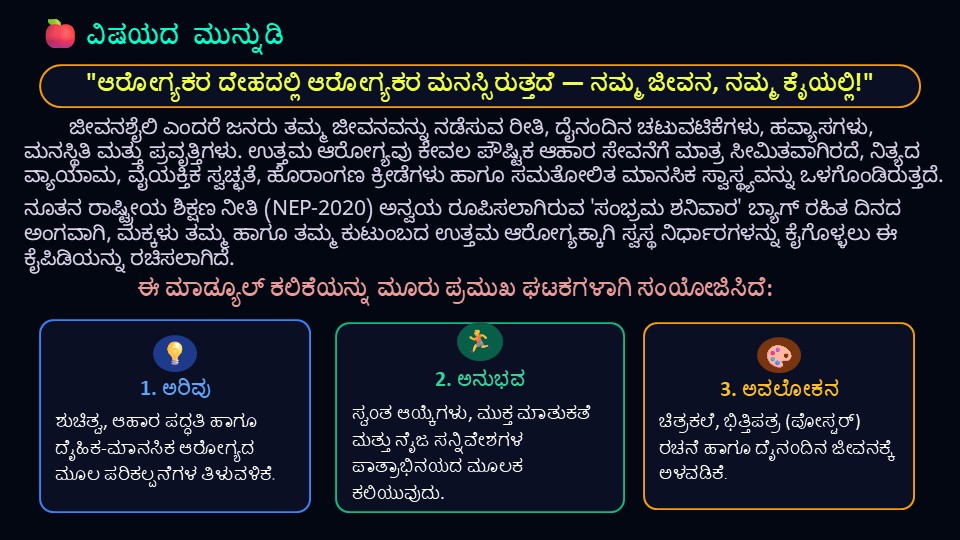 ವಿಷಯದ ಮುನ್ನುಡಿ
"ಆರೋಗ್ಯಕರ ದೇಹದಲ್ಲಿ ಆರೋಗ್ಯಕರ ಮನಸ್ಸಿರುತ್ತದೆ — ನಮ್ಮ ಜೀವನ, ನಮ್ಮ ಕೈಯಲ್ಲಿ!"
ಜೀವನಶೈಲಿ ಎಂದರೆ ಜನರು ತಮ್ಮ ಜೀವನವನ್ನು ನಡೆಸುವ ರೀತಿ, ದೈನಂದಿನ ಚಟುವಟಿಕೆಗಳು, ಹವ್ಯಾಸಗಳು,
ಮನಸ್ಥಿತಿ ಮತ್ತು ಪ್ರವೃತ್ತಿಗಳು. ಉತ್ತಮ ಆರೋಗ್ಯವು ಕೇವಲ ಪೌಷ್ಟಿಕ ಆಹಾರ ಸೇವನೆಗೆ ಮಾತ್ರ ಸೀಮಿತವಾಗಿರದೆ, ನಿತ್ಯದ
ವ್ಯಾಯಾಮ, ವೈಯಕ್ತಿಕ ಸ್ವಚ್ಛತೆ, ಹೊರಾಂಗಣ ಕ್ರೀಡೆಗಳು ಹಾಗೂ ಸಮತೋಲಿತ ಮಾನಸಿಕ ಸ್ವಾಸ್ಥ್ಯವನ್ನು ಒಳಗೊಂಡಿರುತ್ತದೆ.
ನೂತನ ರಾಷ್ಟ್ರೀಯ ಶಿಕ್ಷಣ ನೀತಿ (NEP-2020) ಅನ್ವಯ ರೂಪಿಸಲಾಗಿರುವ 'ಸಂಭ್ರಮ ಶನಿವಾರ' ಬ್ಯಾಗ್ ರಹಿತ ದಿನದ
ಅಂಗವಾಗಿ, ಮಕ್ಕಳು ತಮ್ಮ ಹಾಗೂ ತಮ್ಮ ಕುಟುಂಬದ ಉತ್ತಮ ಆರೋಗ್ಯಕ್ಕಾಗಿ ಸ್ವಸ್ಥ ನಿರ್ಧಾರಗಳನ್ನು ಕೈಗೊಳ್ಳಲು ಈ
ಕೈಪಿಡಿಯನ್ನು ರಚಿಸಲಾಗಿದೆ.
ಈ ಮಾಡ್ಯೂಲ್ ಕಲಿಕೆಯನ್ನು ಮೂರು ಪ್ರಮುಖ ಘಟಕಗಳಾಗಿ ಸಂಯೋಜಿಸಿದೆ:
1. ಅರಿವು
ಶುಚಿತ್ವ, ಆಹಾರ ಪದ್ಧತಿ ಹಾಗೂ
ದೈಹಿಕ-ಮಾನಸಿಕ ಆರೋಗ್ಯದ
ಮೂಲ ಪರಿಕಲ್ಪನೆಗಳ ತಿಳುವಳಿಕೆ.
2. ಅನುಭವ
ಸ್ವಂತ ಆಯ್ಕೆಗಳು, ಮುಕ್ತ ಮಾತುಕತೆ
ಮತ್ತು ನೈಜ ಸನ್ನಿವೇಶಗಳ
ಪಾತ್ರಾಭಿನಯದ ಮೂಲಕ
ಕಲಿಯುವುದು.
3. ಅವಲೋಕನ
ಚಿತ್ರಕಲೆ, ಭಿತ್ತಿಪತ್ರ (ಪೋಸ್ಟರ್)
ರಚನೆ ಹಾಗೂ ದೈನಂದಿನ ಜೀವನಕ್ಕೆ
ಅಳವಡಿಕೆ.